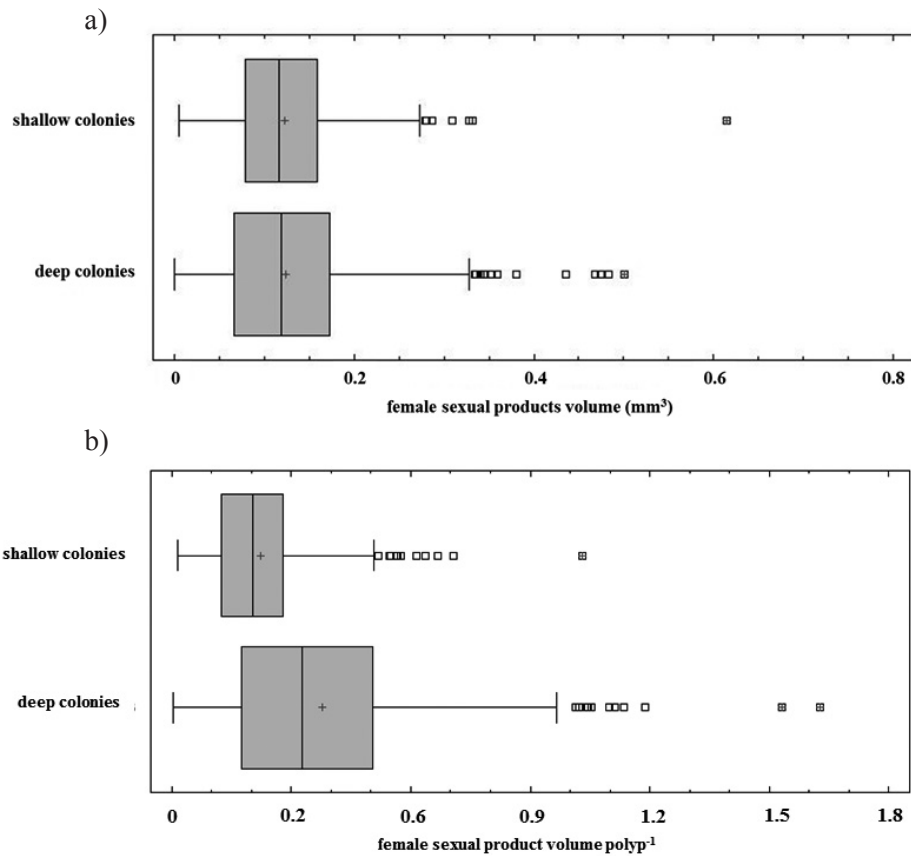 a)
shallow colonies
deep colonies
0 0.2 0.4 0.6 0.8
female sexual products volume (mm³)
b)
shallow colonies
deep colonies
0 0.2 0.6 0.9 1.2 1.5 1.8
female sexual product volume polyp⁻¹